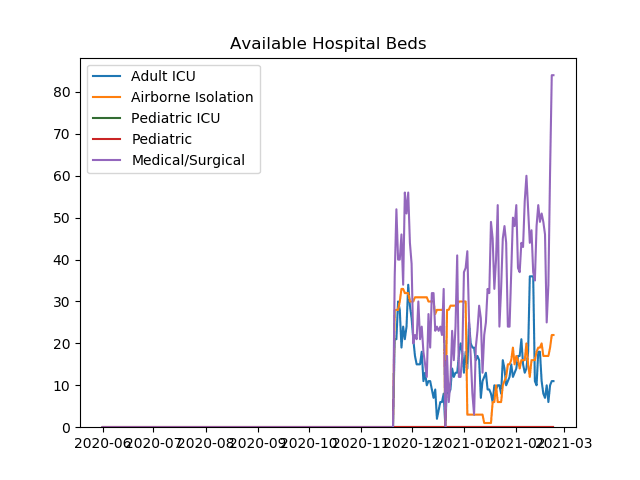 Available Hospital Beds
Adult ICU
Airborne Isolation
Pediatric ICU
Pediatric
Medical/Surgical
80
70
60
50
40
30
20
10
0
2020-06 2020-07 2020-08 2020-09 2020-10 2020-11 2020-12 2021-01 2021-02 2021-03